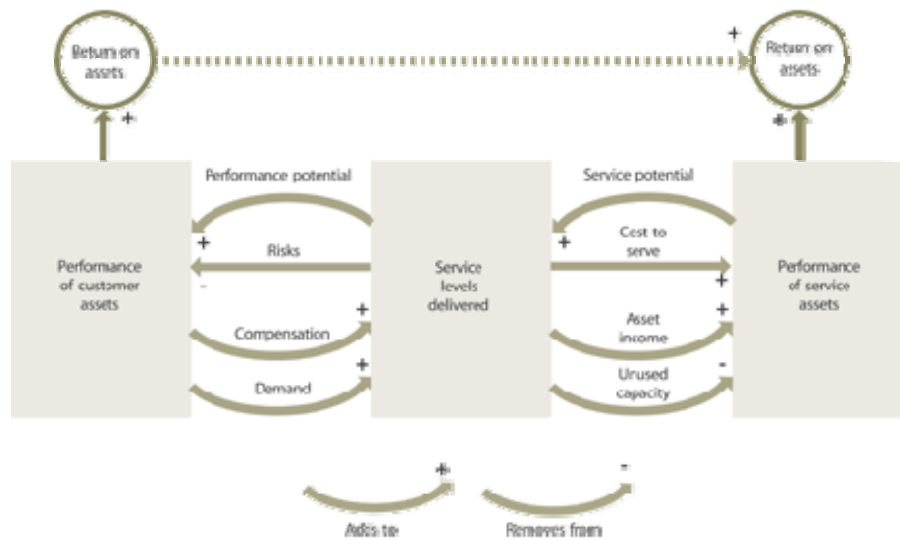 +
Return on
assets
Return on
assets
+
+
Performance potential
Service potential
+
Risks
-
+
Cost to
serve
+
Performance
of customer
assets
Service
levels
delivered
Performance
of service
assets
+
Compensation
+
Asset
income
+
Demand
-
Unused
capacity
+
-
Adds to
Removes from